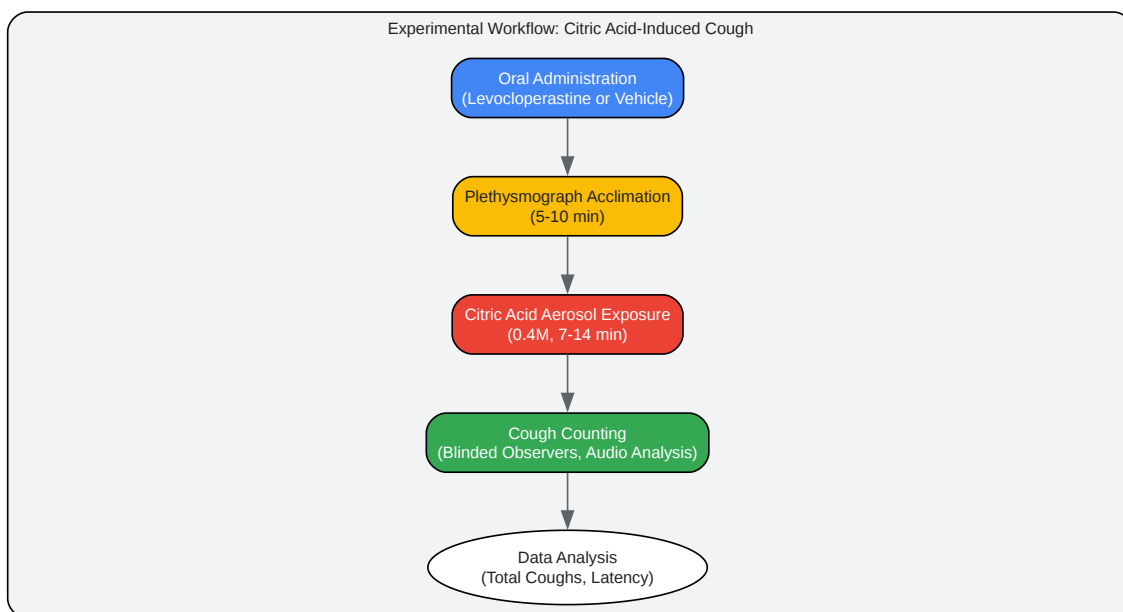 Experimental Workflow: Citric Acid-Induced Cough
Oral Administration
(Levocloperastine or Vehicle)
Plethysmograph Acclimation
(5-10 min)
Citric Acid Aerosol Exposure
(0.4M, 7-14 min)
Cough Counting
(Blinded Observers, Audio Analysis)
Data Analysis
(Total Coughs, Latency)